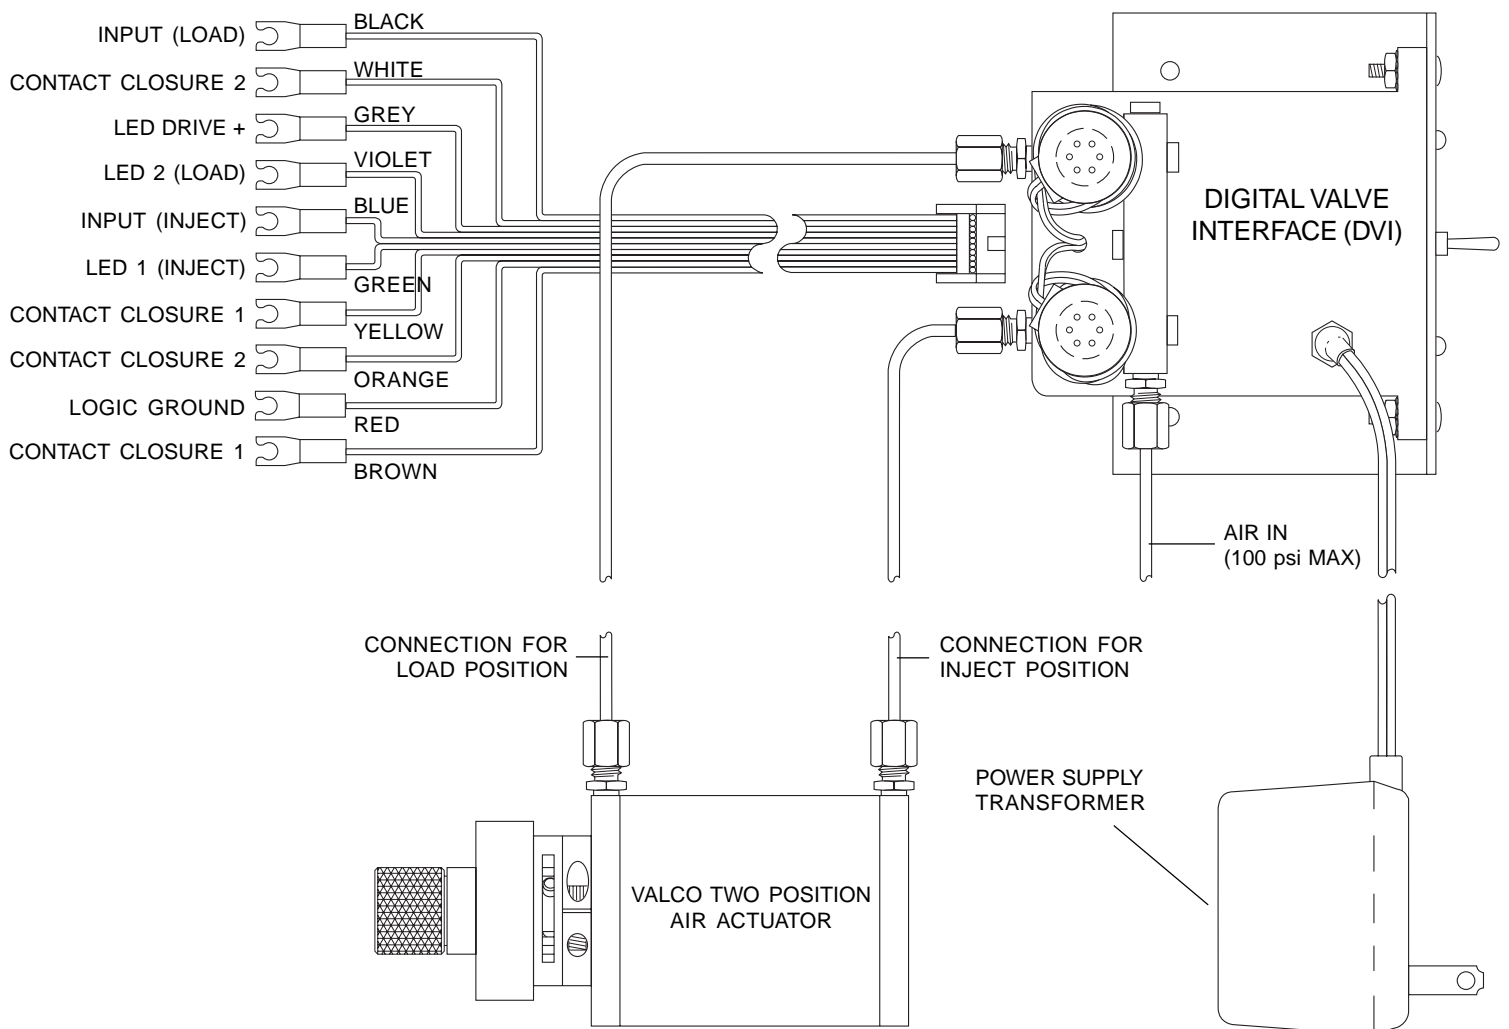 INPUT (LOAD)
BLACK
CONTACT CLOSURE 2
WHITE
LED DRIVE +
GREY
LED 2 (LOAD)
VIOLET
INPUT (INJECT)
BLUE
LED 1 (INJECT)
GREEN
CONTACT CLOSURE 1
YELLOW
CONTACT CLOSURE 2
ORANGE
LOGIC GROUND
RED
CONTACT CLOSURE 1
BROWN
DIGITAL VALVE
INTERFACE (DVI)
AIR IN
(100 psi MAX)
CONNECTION FOR
LOAD POSITION
CONNECTION FOR
INJECT POSITION
POWER SUPPLY
TRANSFORMER
VALCO TWO POSITION
AIR ACTUATOR